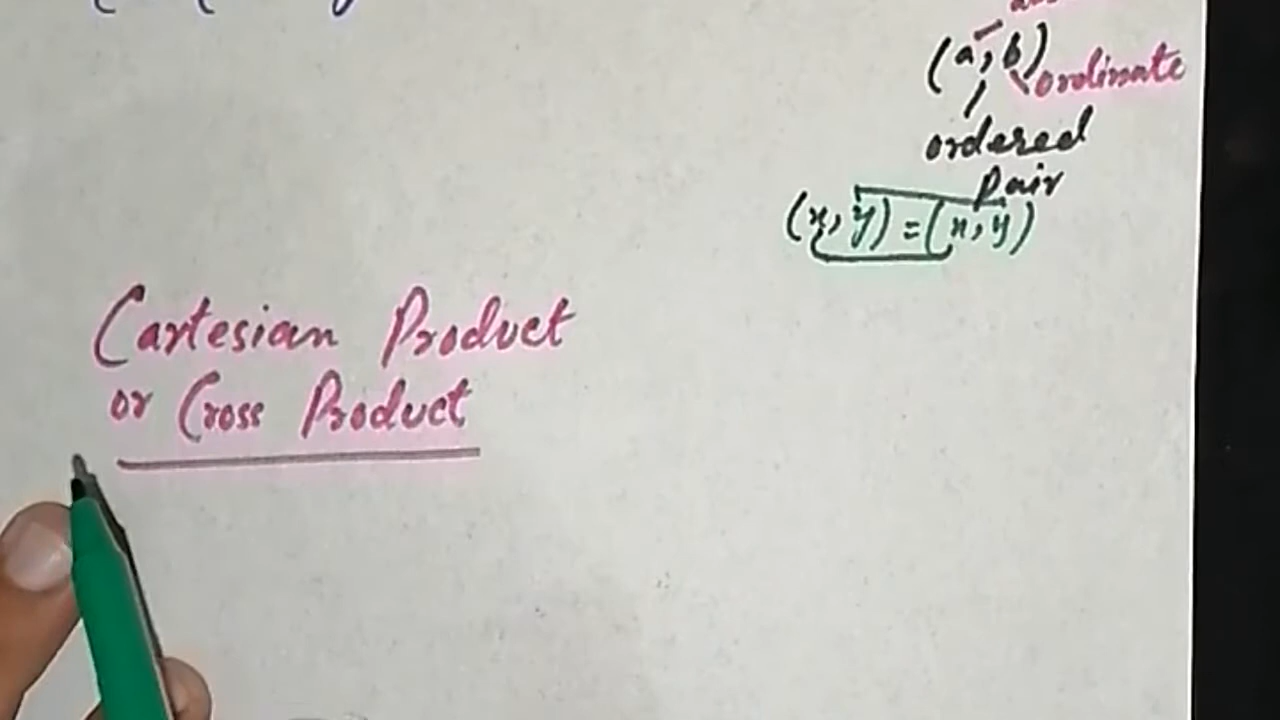 (a, b)
ordinate
ordered
pair
(x, y) = (x, y)
Cartesian Product
or Cross Product